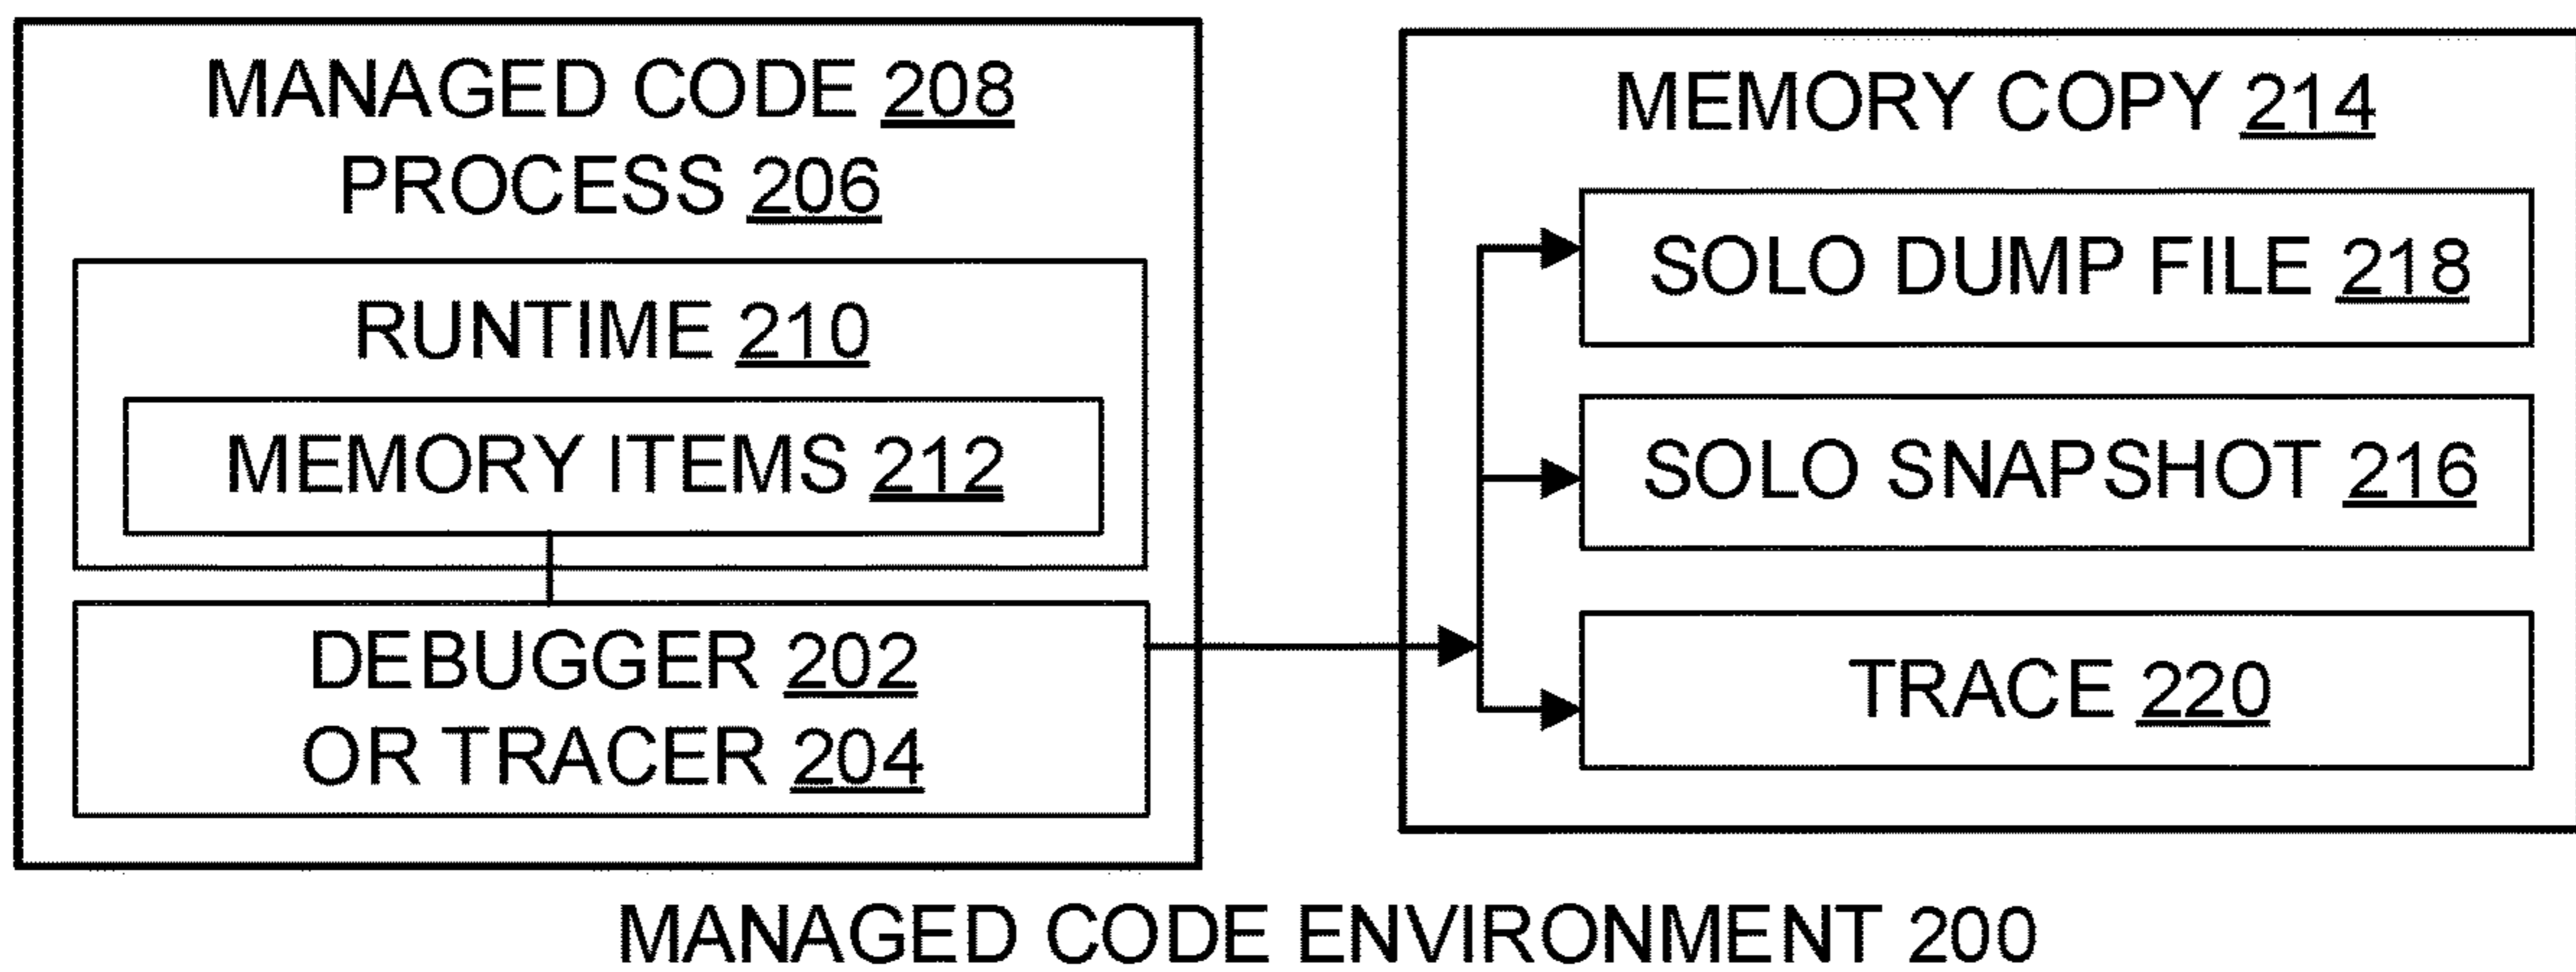 MANAGED CODE 208
PROCESS 206
RUNTIME 210
MEMORY ITEMS 212
DEBUGGER 202
OR TRACER 204
MEMORY COPY 214
SOLO DUMP FILE 218
SOLO SNAPSHOT 216
TRACE 220
MANAGED CODE ENVIRONMENT 200